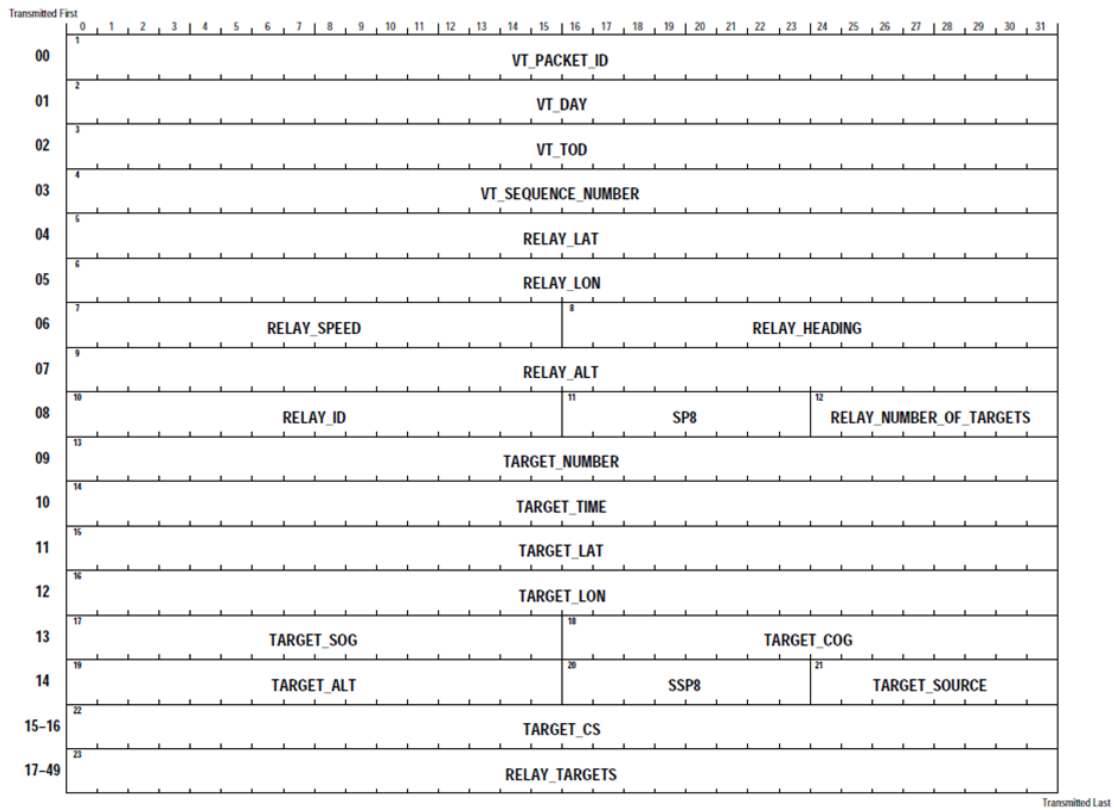 Transmitted First
0 1 2 3 4 5 6 7 8 9 10 11 12 13 14 15 16 17 18 19 20 21 22 23 24 25 26 27 28 29 30 31
00 1 VT_PACKET_ID
01 2 VT_DAY
02 3 VT_TOD
03 4 VT_SEQUENCE_NUMBER
04 5 RELAY_LAT
05 6 RELAY_LON
06 7 RELAY_SPEED 8 RELAY_HEADING
07 9 RELAY_ALT
08 10 RELAY_ID 11 SP8 12 RELAY_NUMBER_OF_TARGETS
09 13 TARGET_NUMBER
10 14 TARGET_TIME
11 15 TARGET_LAT
12 16 TARGET_LON
13 17 TARGET_SOG 18 TARGET_COG
14 19 TARGET_ALT 20 SSP8 21 TARGET_SOURCE
15–16 22 TARGET_CS
17–49 23 RELAY_TARGETS
Transmitted Last